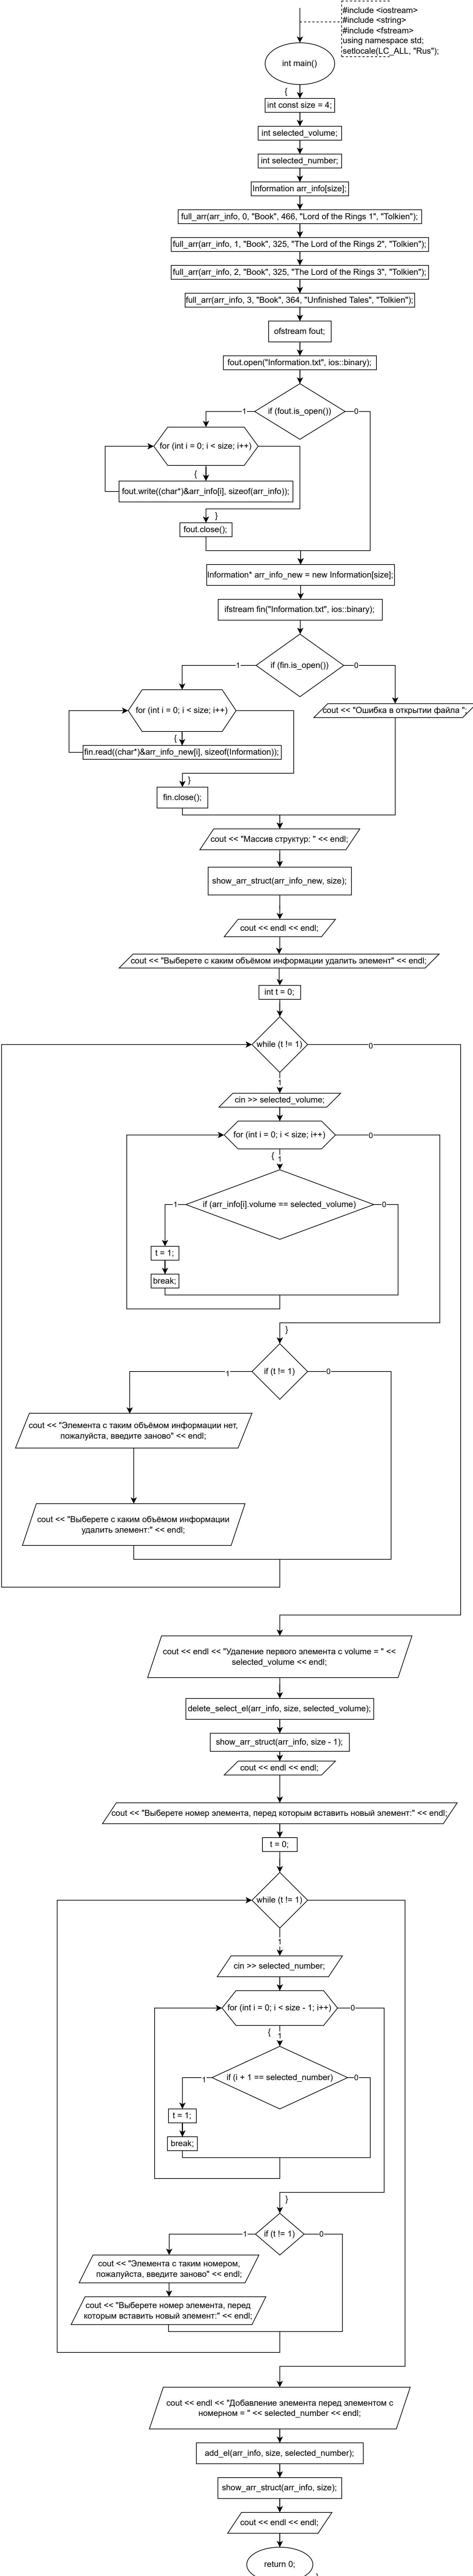 #include <iostream>
#include <string>
#include <fstream>
using namespace std;
setlocale(LC_ALL, "Rus");
int main()
{
int const size = 4;
int selected_volume;
int selected_number;
Information arr_info[size];
full_arr(arr_info, 0, "Book", 466, "Lord of the Rings 1", "Tolkien");
full_arr(arr_info, 1, "Book", 325, "The Lord of the Rings 2", "Tolkien");
full_arr(arr_info, 2, "Book", 325, "The Lord of the Rings 3", "Tolkien");
full_arr(arr_info, 3, "Book", 364, "Unfinished Tales", "Tolkien");
ofstream fout;
fout.open("Information.txt", ios::binary);
1
if (fout.is_open())
0
for (int i = 0; i < size; i++)
{
fout.write((char*)&arr_info[i], sizeof(arr_info));
}
fout.close();
Information* arr_info_new = new Information[size];
ifstream fin("Information.txt", ios::binary);
1
if (fin.is_open())
0
for (int i = 0; i < size; i++)
cout << "Ошибка в открытии файла ";
{
fin.read((char*)&arr_info_new[i], sizeof(Information));
}
fin.close();
cout << "Массив структур: " << endl;
show_arr_struct(arr_info_new, size);
cout << endl << endl;
cout << "Выберете с каким объёмом информации удалить элемент" << endl;
int t = 0;
while (t != 1)
0
1
cin >> selected_volume;
for (int i = 0; i < size; i++)
0
{
1
1
if (arr_info[i].volume == selected_volume)
0
t = 1;
break;
}
1
if (t != 1)
0
cout << "Элемента с таким объёмом информации нет,
пожалуйста, введите заново" << endl;
cout << "Выберете с каким объёмом информации
удалить элемент:" << endl;
cout << endl << "Удаление первого элемента с volume = " <<
selected_volume << endl;
delete_select_el(arr_info, size, selected_volume);
show_arr_struct(arr_info, size - 1);
cout << endl << endl;
cout << "Выберете номер элемента, перед которым вставить новый элемент:" << endl;
t = 0;
while (t != 1)
1
cin >> selected_number;
for (int i = 0; i < size - 1; i++)
0
{
1
1
if (i + 1 == selected_number)
0
t = 1;
break;
}
1
if (t != 1)
0
cout << "Элемента с таким номером,
пожалуйста, введите заново" << endl;
cout << "Выберете номер элемента, перед
которым вставить новый элемент:" << endl;
cout << endl << "Добавление элемента перед элементом с
номерном = " << selected_number << endl;
add_el(arr_info, size, selected_number);
show_arr_struct(arr_info, size);
cout << endl << endl;
return 0;
}